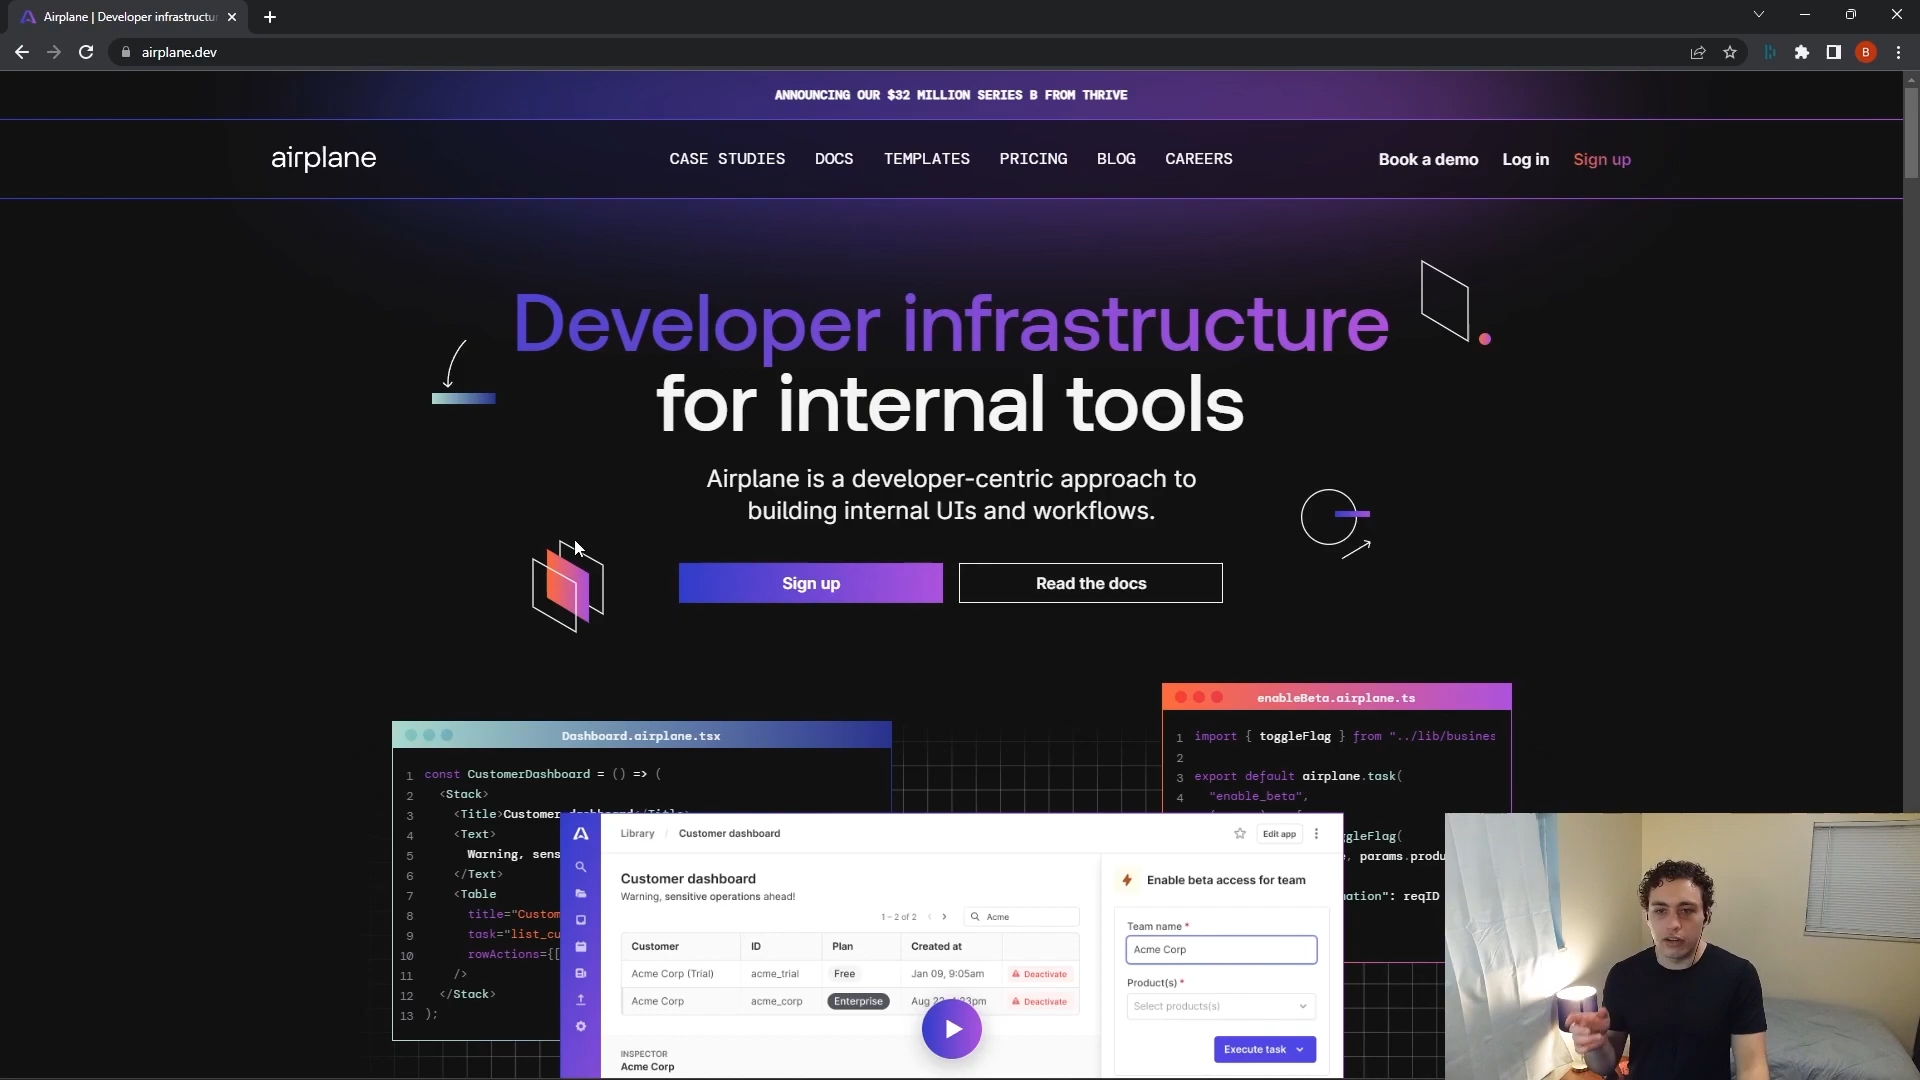 Airplane | Developer infrastructu
airplane.dev
B
ANNOUNCING OUR $32 MILLION SERIES B FROM THRIVE
airplane
CASE STUDIES
DOCS
TEMPLATES
PRICING
BLOG
CAREERS
Book a demo
Log in
Sign up
Developer infrastructure
for internal tools
Airplane is a developer-centric approach to
building internal UIs and workflows.
Sign up
Read the docs
Dashboard.airplane.tsx
1 const CustomerDashboard = () => (
2 <Stack>
3 <Title>Customer
4 <Text>
5 Warning, sens
6 </Text>
7 <Table
8 title="Custom
9 task="list_cu
10 rowActions={[
11 />
12 </Stack>
13 );
enableBeta.airplane.ts
1 import { toggleFlag } from "../lib/busines
2
3 export default airplane.task(
4 "enable_beta",
ggleFlag(
, params.produ
ation": reqID
Library / Customer dashboard
Edit app
Customer dashboard
Warning, sensitive operations ahead!
1 – 2 of 2
Acme
Customer ID Plan Created at
Acme Corp (Trial) acme_trial Free Jan 09, 9:05am Deactivate
Acme Corp acme_corp Enterprise Aug 22, 4:23pm Deactivate
INSPECTOR
Acme Corp
Enable beta access for team
Team name *
Acme Corp
Product(s) *
Select products(s)
Execute task